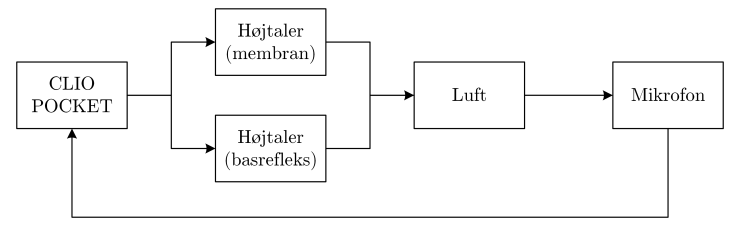 CLIO
POCKET
Højtaler
(membran)
Højtaler
(basrefleks)
Luft
Mikrofon